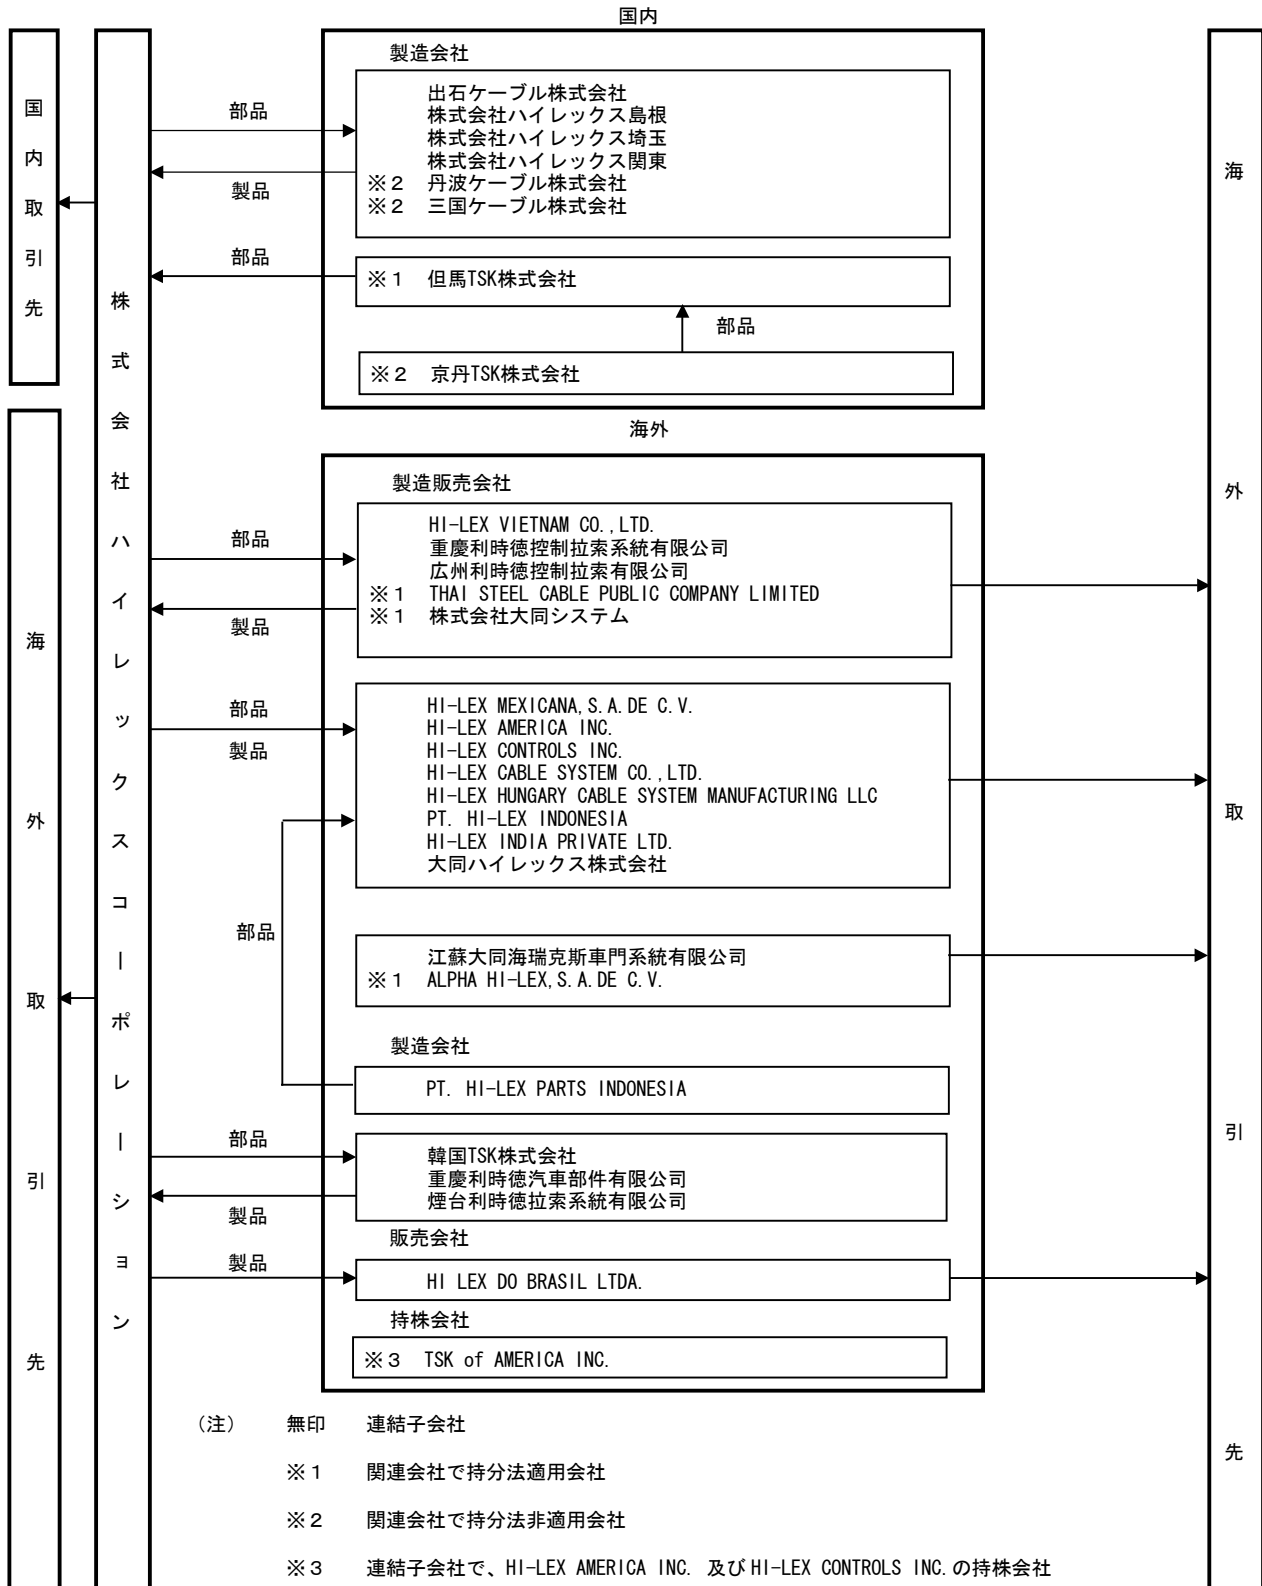 国内
国内取引先
株式会社ハイレックスコーポレーション
海外取引先
海外取引先
製造会社
部品
製品
出石ケーブル株式会社
株式会社ハイレックス島根
株式会社ハイレックス埼玉
株式会社ハイレックス関東
※2 丹波ケーブル株式会社
※2 三国ケーブル株式会社
部品
※1 但馬TSK株式会社
部品
※2 京丹TSK株式会社
海外
製造販売会社
部品
製品
HI-LEX VIETNAM CO.,LTD.
重慶利時徳控制拉索系統有限公司
広州利時徳控制拉索有限公司
※1 THAI STEEL CABLE PUBLIC COMPANY LIMITED
※1 株式会社大同システム
部品
製品
HI-LEX MEXICANA,S.A.DE C.V.
HI-LEX AMERICA INC.
HI-LEX CONTROLS INC.
HI-LEX CABLE SYSTEM CO.,LTD.
HI-LEX HUNGARY CABLE SYSTEM MANUFACTURING LLC
PT. HI-LEX INDONESIA
HI-LEX INDIA PRIVATE LTD.
大同ハイレックス株式会社
部品
江蘇大同海瑞克斯車門系統有限公司
※1 ALPHA HI-LEX,S.A.DE C.V.
製造会社
PT. HI-LEX PARTS INDONESIA
部品
製品
韓国TSK株式会社
重慶利時徳汽車部件有限公司
煙台利時徳拉索系統有限公司
販売会社
製品
HI LEX DO BRASIL LTDA.
持株会社
※3 TSK of AMERICA INC.
(注) 無印 連結子会社
※1 関連会社で持分法適用会社
※2 関連会社で持分法非適用会社
※3 連結子会社で、HI-LEX AMERICA INC. 及びHI-LEX CONTROLS INC.の持株会社